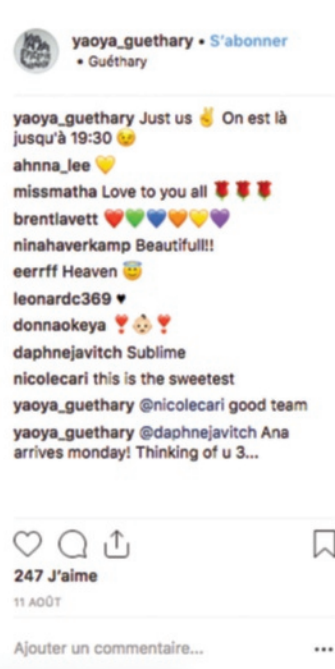 yaoya_guethary • S'abonner
• Guéthary
yaoya_guethary Just us ✌️ On est là
jusqu'à 19:30 😉
ahnna_lee 💛
missmatha Love to you all 🌹🌹🌹
brentlavett ❤️💚💙🧡💛💜
ninahaverkamp Beautifull!!
eerrff Heaven 😇
leonardc369 ♥
donnaokeya ❣️👶🏻❣️
daphnejavitch Sublime
nicolecari this is the sweetest
yaoya_guethary @nicolecari good team
yaoya_guethary @daphnejavitch Ana
arrives monday! Thinking of u 3...
247 J'aime
11 AOÛT
Ajouter un commentaire...